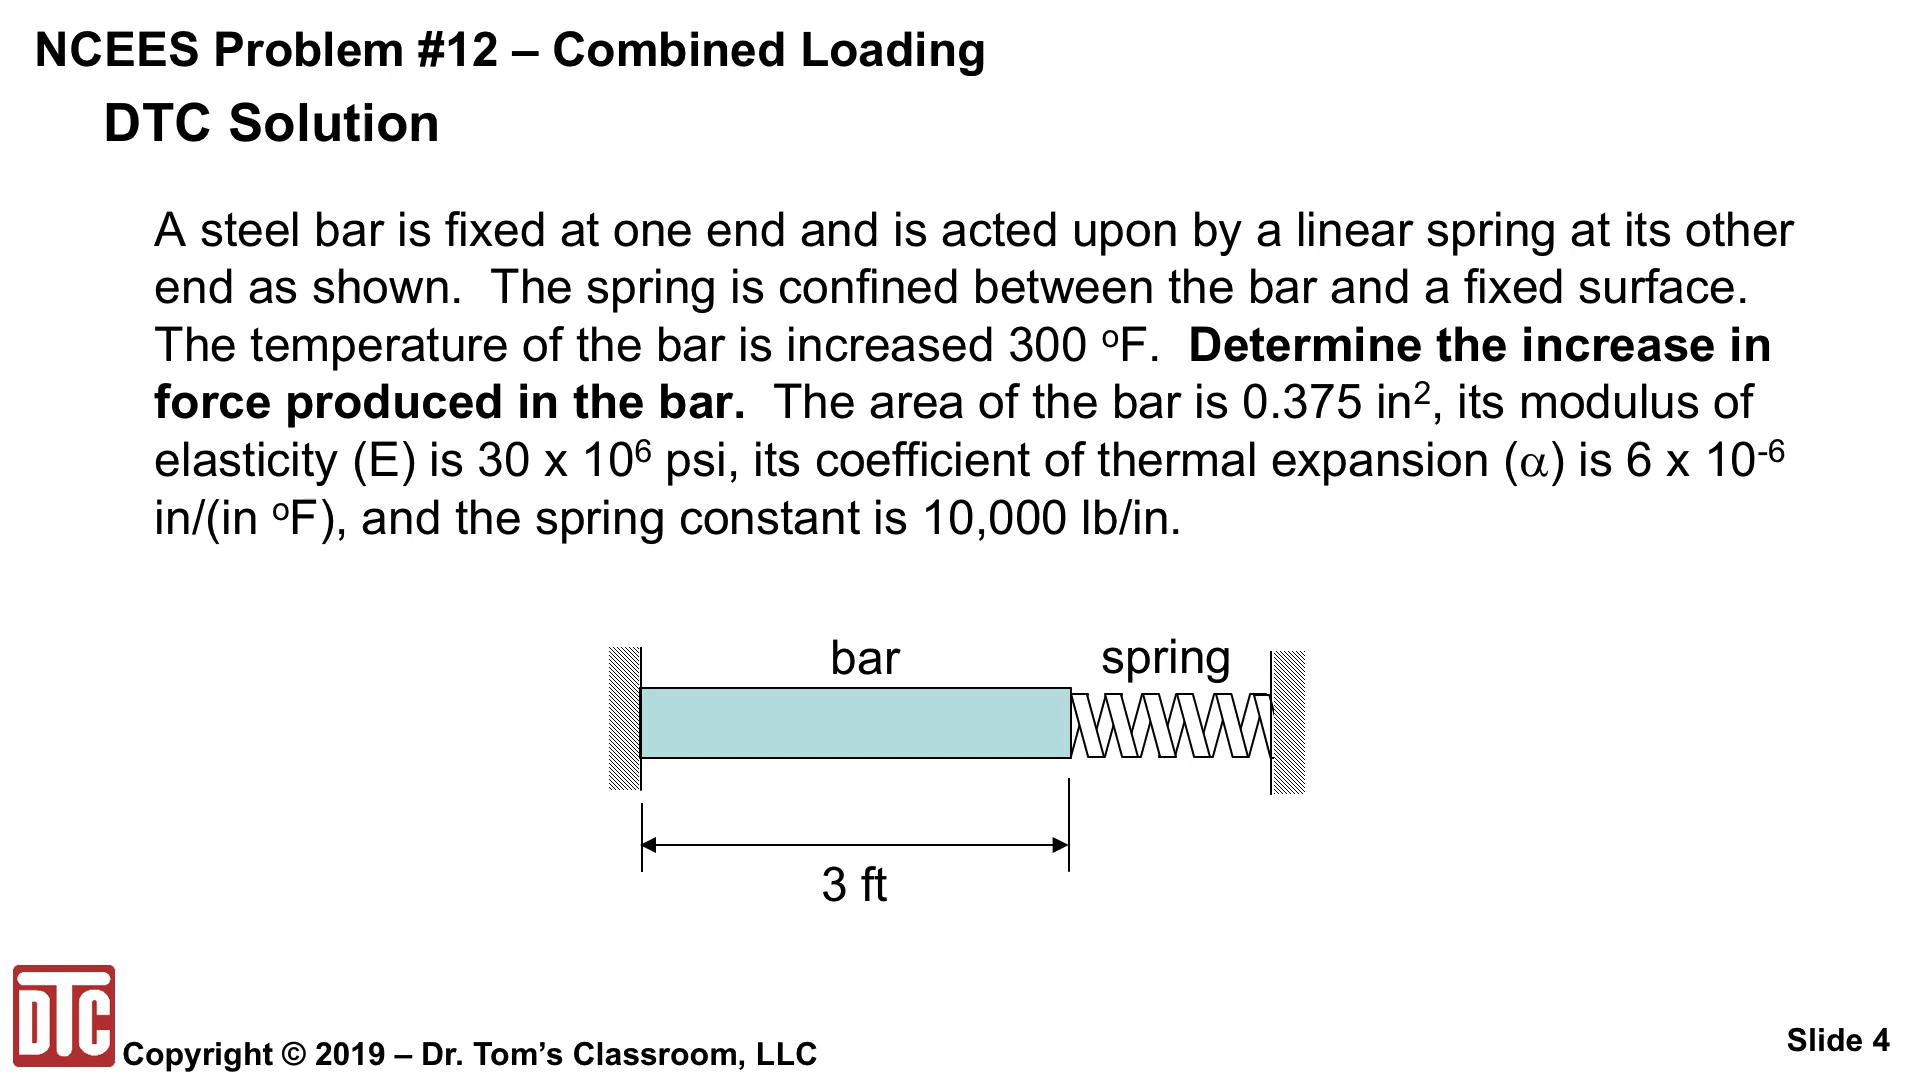 NCEES Problem #12 – Combined Loading
DTC Solution
A steel bar is fixed at one end and is acted upon by a linear spring at its other
end as shown.  The spring is confined between the bar and a fixed surface.
The temperature of the bar is increased 300 ºF.  Determine the increase in
force produced in the bar.  The area of the bar is 0.375 in², its modulus of
elasticity (E) is 30 x 10⁶ psi, its coefficient of thermal expansion (α) is 6 x 10⁻⁶
in/(in ºF), and the spring constant is 10,000 lb/in.
bar spring
3 ft
DTC
Copyright © 2019 – Dr. Tom’s Classroom, LLC
Slide 4